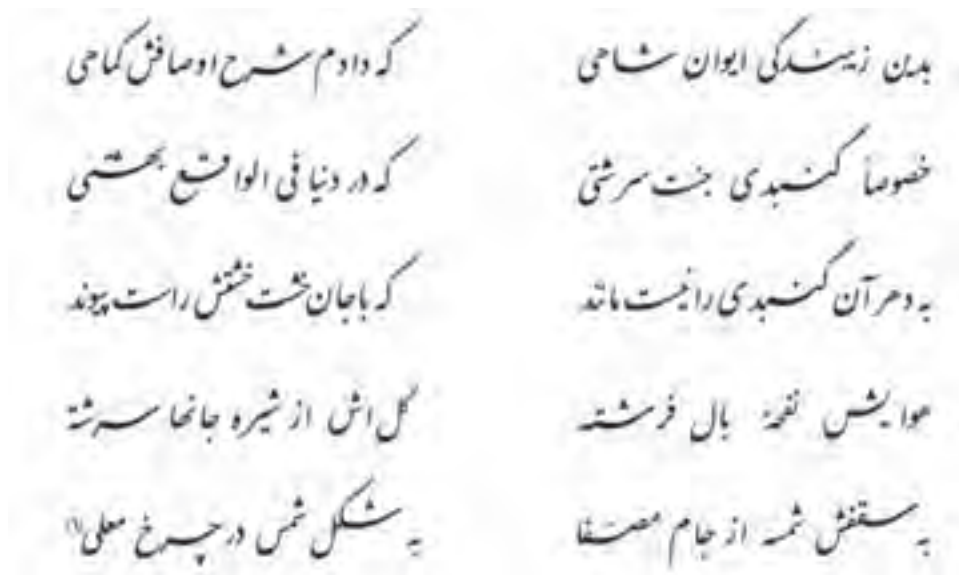 بدین زیبندگی ایوان شاهی که دادم شرح اوصافش کماهی
خصوصاً گنبدی جنت سرشتی که در دنیا فی الواقع بهشتی
به دهر آن گنبدی را نیست مانند که با جان خشت خشتش راست پیوند
هوایش نفحهٔ بال فرشته گل اش از شیره جانها سرشته
به سقفش شمسه از جام مصفا به شکل شمس در چرخ معلی(۱)